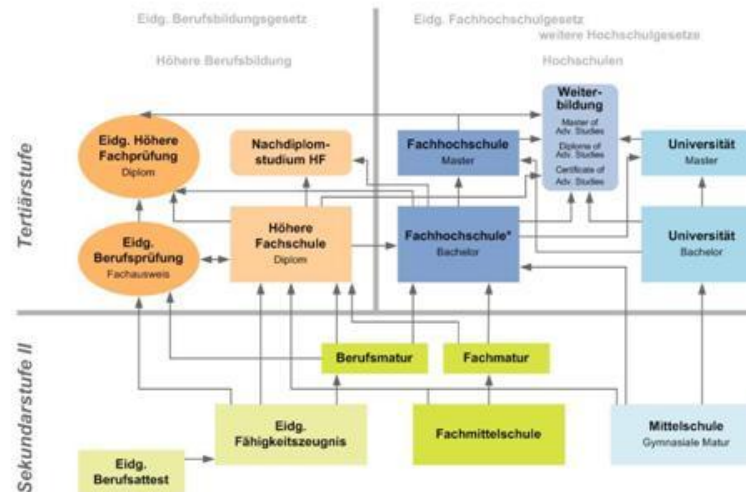 Eidg. Berufsbildungsgesetz
Eidg. Fachhochschulgesetz
weitere Hochschulgesetze
Höhere Berufsbildung
Hochschulen
Tertiärstufe
Eidg. Höhere
Fachprüfung
Diplom
Nachdiplom-
studium HF
Fachhochschule
Master
Weiter-
bildung
Master of
Adv. Studies
Diploma of
Adv. Studies
Certificate of
Adv. Studies
Universität
Master
Eidg.
Berufsprüfung
Fachausweis
Höhere
Fachschule
Diplom
Fachhochschule*
Bachelor
Universität
Bachelor
Sekundarstufe II
Berufsmatur
Fachmatur
Eidg.
Fähigkeitszeugnis
Fachmittelschule
Mittelschule
Gymnasiale Matur
Eidg.
Berufsattest